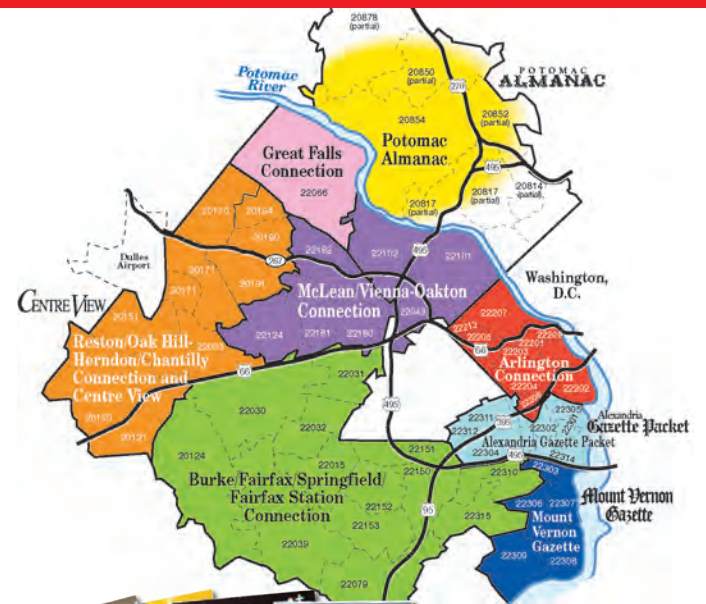 20878
(partial)
20850
(partial)
POTOMAC
ALMANAC
Potomac
River
270
20852
(partial)
20854
Potomac
Almanac
Great Falls
Connection
495
22066
20817
(partial)
20817
(partial)
20814
(partial)
20170
20194
20190
Dulles
Airport
267
22182
22102
495
22101
20171
20171
20191
Washington,
D.C.
CENTRE VIEW
McLean/Vienna-Oakton
Connection
22043
22207
20151
22124
22181
22180
22213
22205
66
22201
22203
22209
Reston/Oak Hill-
Herndon/Chantilly
Connection and
Centre View
22033
66
22031
Arlington
Connection
22204
22202
22206
20120
20121
22030
22032
495
22311
395
22305
22301
22302
22312
Alexandria
Gazette Packet
Alexandria Gazette Packet
22304
495
22314
20124
22015
22151
22150
22310
22303
Burke/Fairfax/Springfield/
Fairfax Station
Connection
22152
22153
95
22315
22306
22307
Mount Vernon
Gazette
Mount
Vernon
Gazette
22039
22309
22308
22079